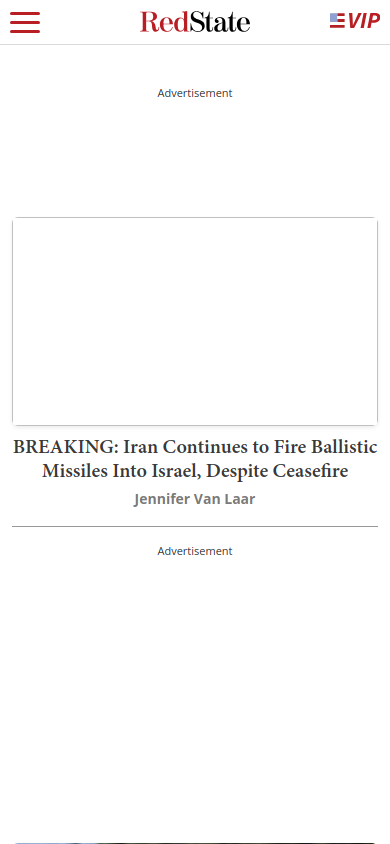 RedState
VIP
Advertisement
BREAKING: Iran Continues to Fire Ballistic
Missiles Into Israel, Despite Ceasefire
Jennifer Van Laar
Advertisement